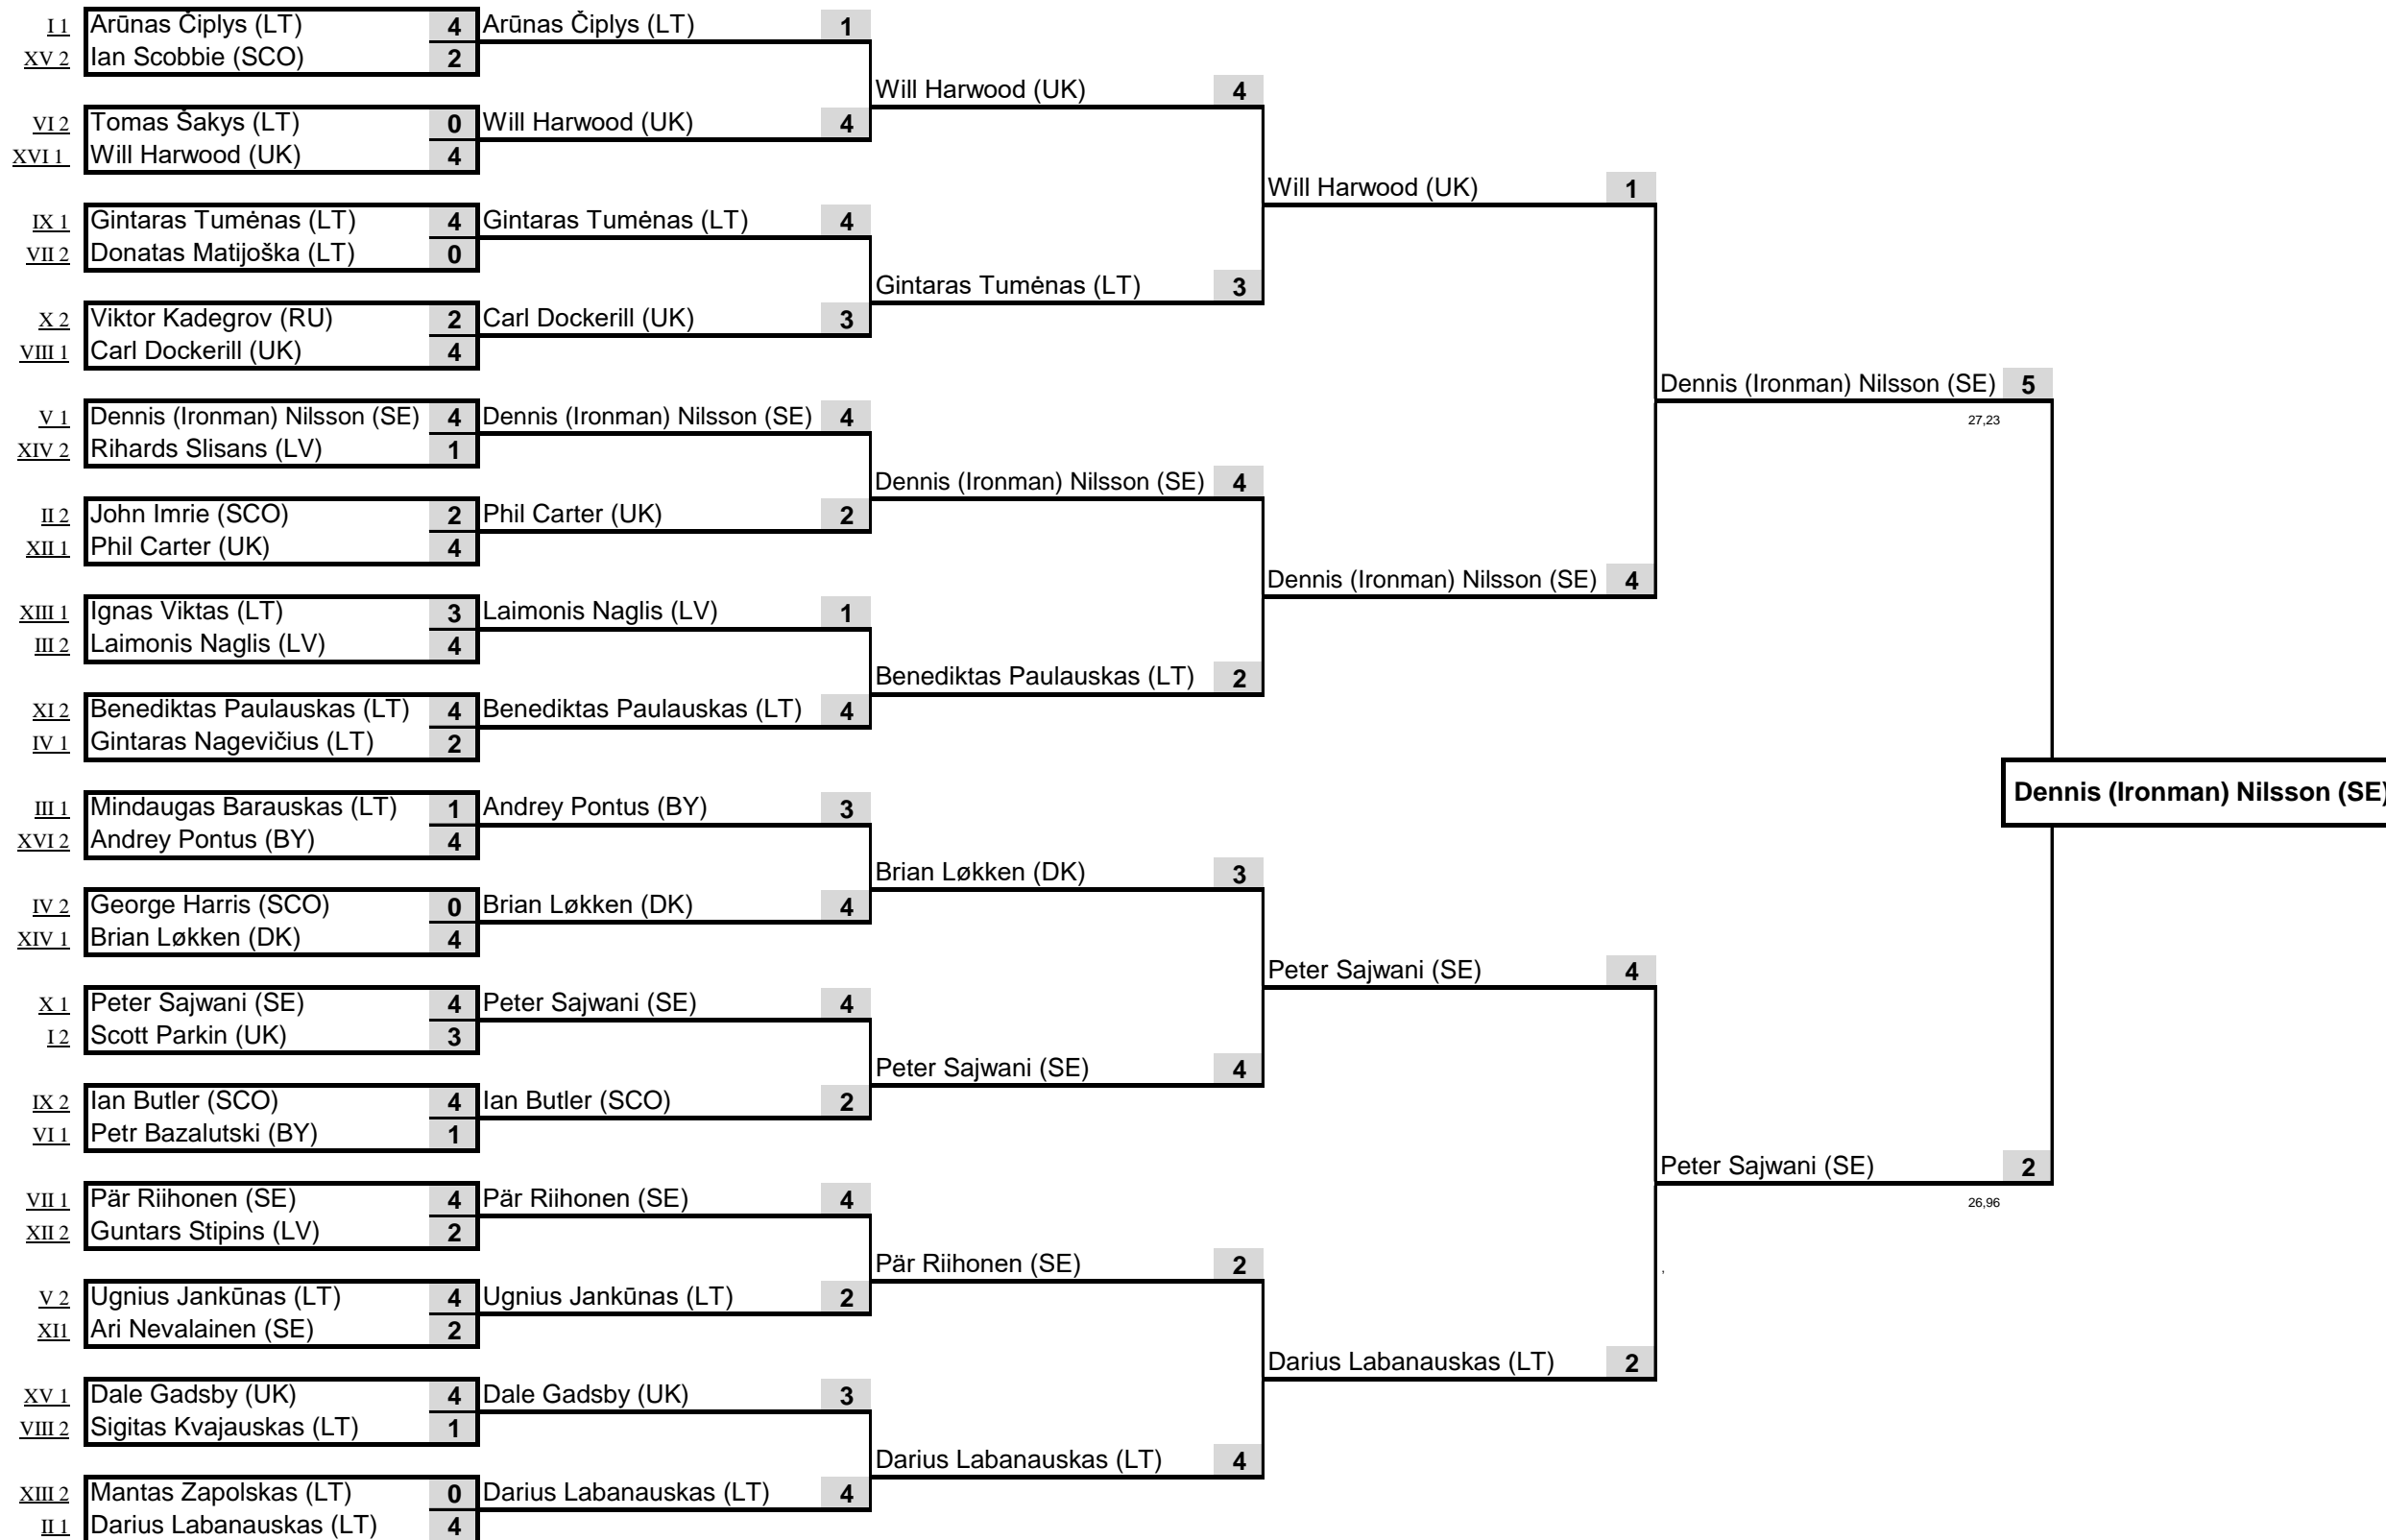 I 1 Arūnas Čiplys (LT) 4 Arūnas Čiplys (LT) 1
XV 2 Ian Scobbie (SCO) 2
Will Harwood (UK) 4
VI 2 Tomas Šakys (LT) 0 Will Harwood (UK) 4
XVI 1 Will Harwood (UK) 4
Will Harwood (UK) 1
IX 1 Gintaras Tumėnas (LT) 4 Gintaras Tumėnas (LT) 4
VII 2 Donatas Matijoška (LT) 0
Gintaras Tumėnas (LT) 3
X 2 Viktor Kadegrov (RU) 2 Carl Dockerill (UK) 3
VIII 1 Carl Dockerill (UK) 4
Dennis (Ironman) Nilsson (SE) 5
V 1 Dennis (Ironman) Nilsson (SE) 4 Dennis (Ironman) Nilsson (SE) 4
27,23
XIV 2 Rihards Slisans (LV) 1
Dennis (Ironman) Nilsson (SE) 4
II 2 John Imrie (SCO) 2 Phil Carter (UK) 2
XII 1 Phil Carter (UK) 4
Dennis (Ironman) Nilsson (SE) 4
XIII 1 Ignas Viktas (LT) 3 Laimonis Naglis (LV) 1
III 2 Laimonis Naglis (LV) 4
Benediktas Paulauskas (LT) 2
XI 2 Benediktas Paulauskas (LT) 4 Benediktas Paulauskas (LT) 4
IV 1 Gintaras Nagevičius (LT) 2
Dennis (Ironman) Nilsson (SE)
III 1 Mindaugas Barauskas (LT) 1 Andrey Pontus (BY) 3
XVI 2 Andrey Pontus (BY) 4
Brian Løkken (DK) 3
IV 2 George Harris (SCO) 0 Brian Løkken (DK) 4
XIV 1 Brian Løkken (DK) 4
Peter Sajwani (SE) 4
X 1 Peter Sajwani (SE) 4 Peter Sajwani (SE) 4
I 2 Scott Parkin (UK) 3
Peter Sajwani (SE) 4
IX 2 Ian Butler (SCO) 4 Ian Butler (SCO) 2
VI 1 Petr Bazalutski (BY) 1
Peter Sajwani (SE) 2
VII 1 Pär Riihonen (SE) 4 Pär Riihonen (SE) 4
26,96
XII 2 Guntars Stipins (LV) 2
Pär Riihonen (SE) 2
,
V 2 Ugnius Jankūnas (LT) 4 Ugnius Jankūnas (LT) 2
XI1 Ari Nevalainen (SE) 2
Darius Labanauskas (LT) 2
XV 1 Dale Gadsby (UK) 4 Dale Gadsby (UK) 3
VIII 2 Sigitas Kvajauskas (LT) 1
Darius Labanauskas (LT) 4
XIII 2 Mantas Zapolskas (LT) 0 Darius Labanauskas (LT) 4
II 1 Darius Labanauskas (LT) 4